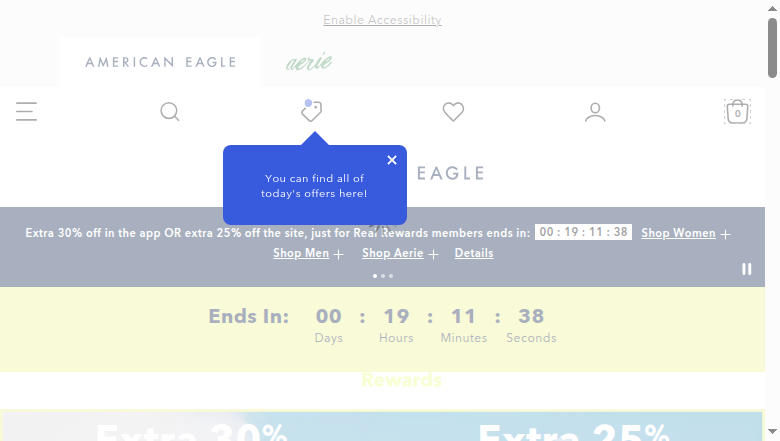 Enable Accessibility
AMERICAN EAGLE
aerie
0
You can find all of
today's offers here!
EAGLE
Extra 30% off in the app OR extra 25% off the site, just for Real Rewards members ends in: 00 : 19 : 11 : 38 Shop Women
Shop Men Shop Aerie Details
Ends In: 00 : 19 : 11 : 38
Days Hours Minutes Seconds
Rewards
Extra 30% Extra 25%